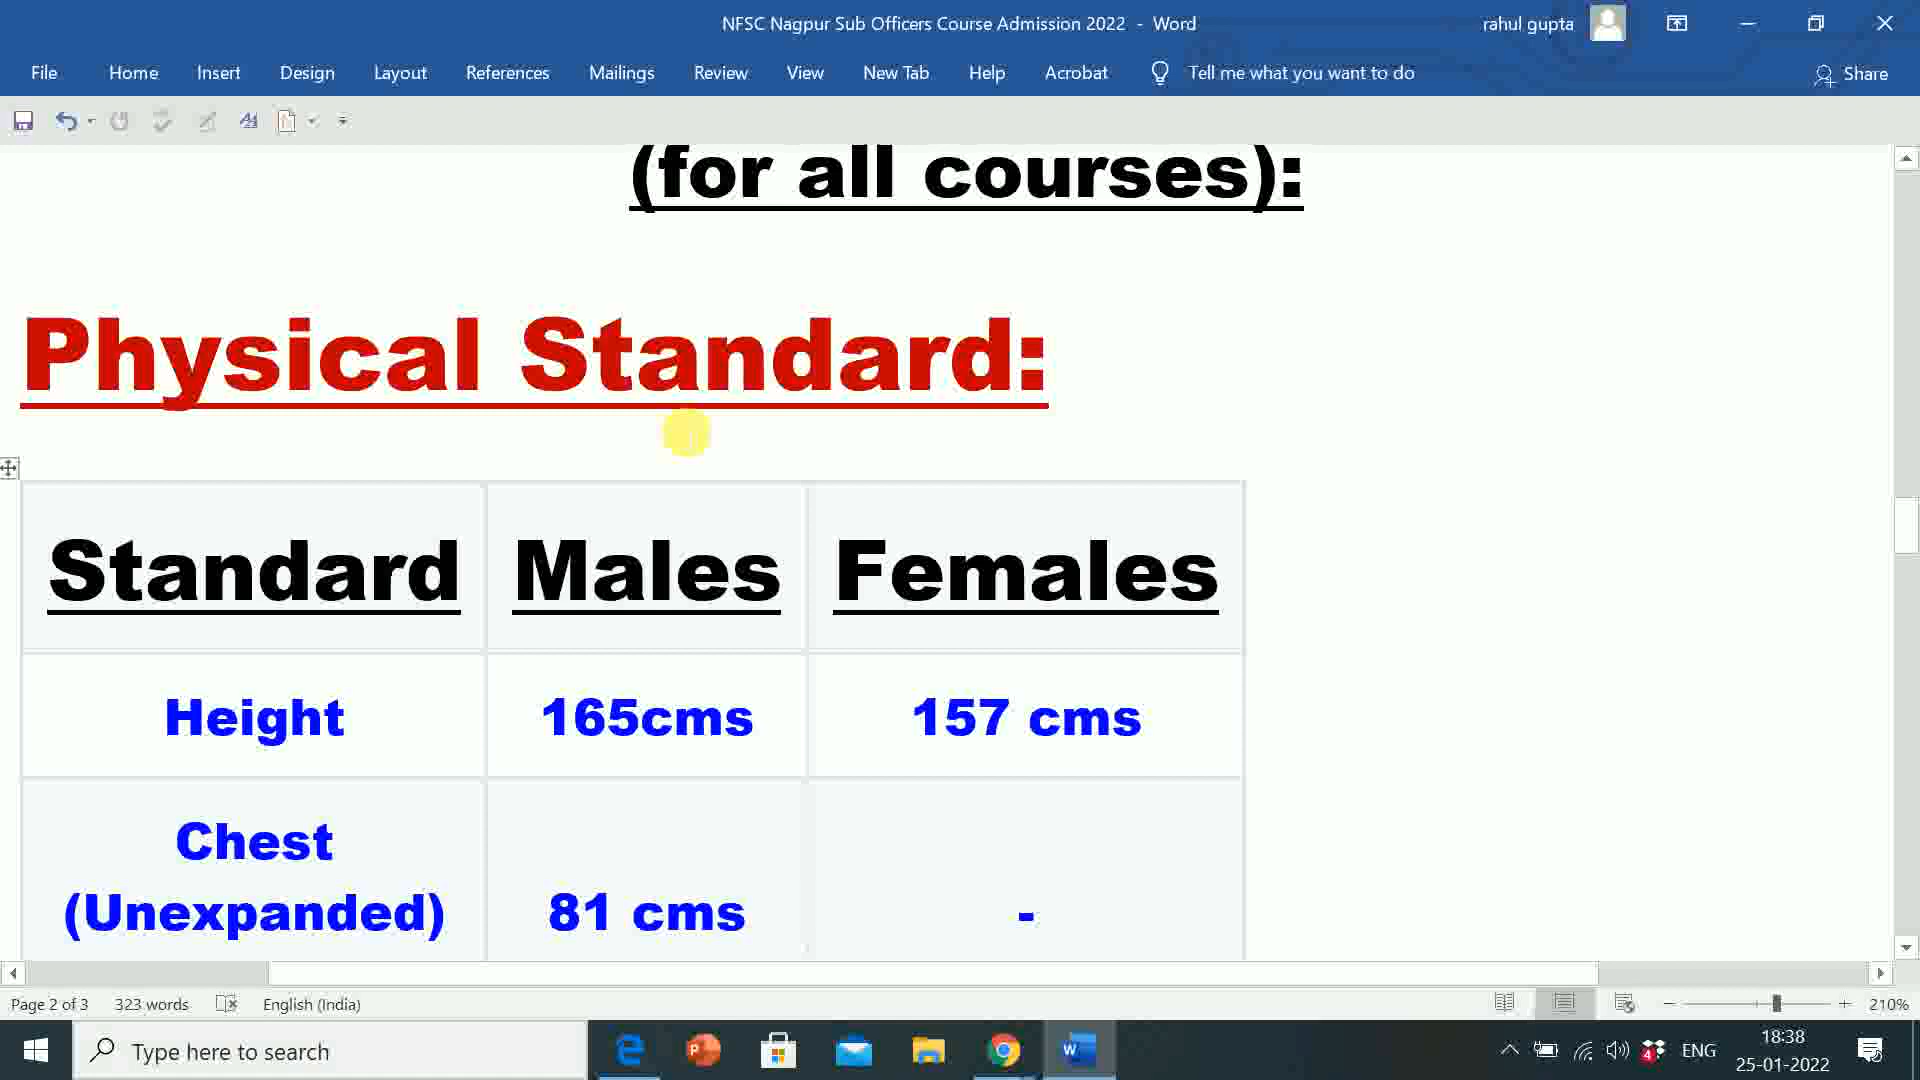 NFSC Nagpur Sub Officers Course Admission 2022 - Word
rahul gupta
File Home Insert Design Layout References Mailings Review View New Tab Help Acrobat Tell me what you want to do Share
(for all courses):
Physical Standard:
Standard Males Females
Height 165cms 157 cms
Chest
(Unexpanded) 81 cms -
Page 2 of 3 323 words English (India) 210%
Type here to search
4 ENG
18:38
25-01-2022